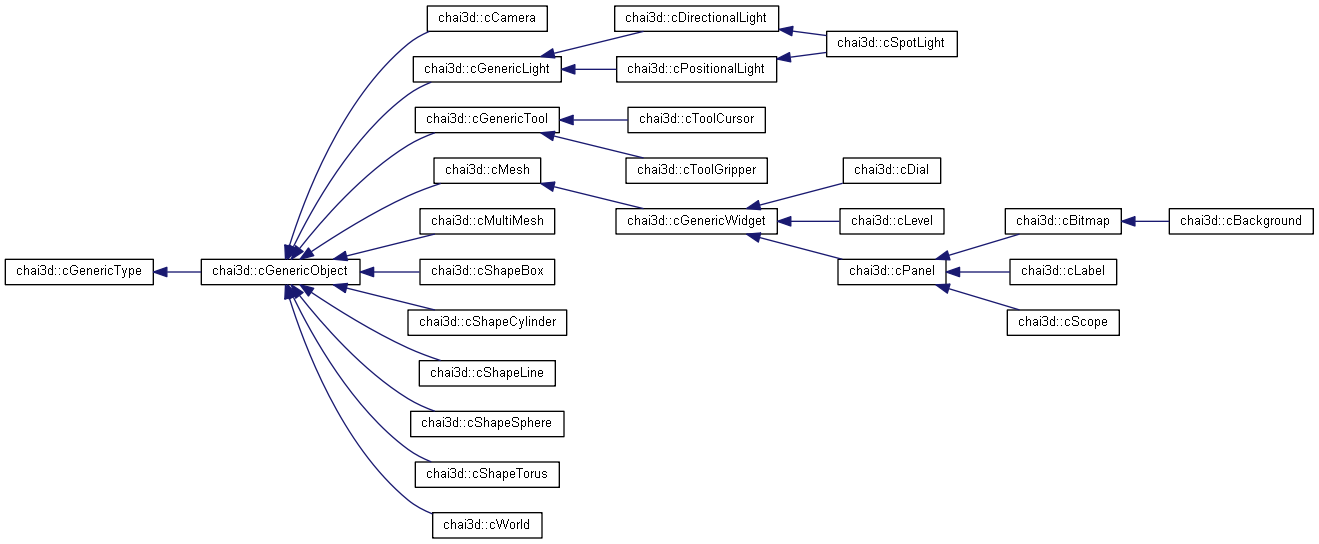 chai3d::cGenericType
chai3d::cGenericObject
chai3d::cCamera
chai3d::cGenericLight
chai3d::cDirectionalLight
chai3d::cPositionalLight
chai3d::cSpotLight
chai3d::cGenericTool
chai3d::cToolCursor
chai3d::cToolGripper
chai3d::cMesh
chai3d::cGenericWidget
chai3d::cDial
chai3d::cLevel
chai3d::cPanel
chai3d::cBitmap
chai3d::cBackground
chai3d::cLabel
chai3d::cScope
chai3d::cMultiMesh
chai3d::cShapeBox
chai3d::cShapeCylinder
chai3d::cShapeLine
chai3d::cShapeSphere
chai3d::cShapeTorus
chai3d::cWorld